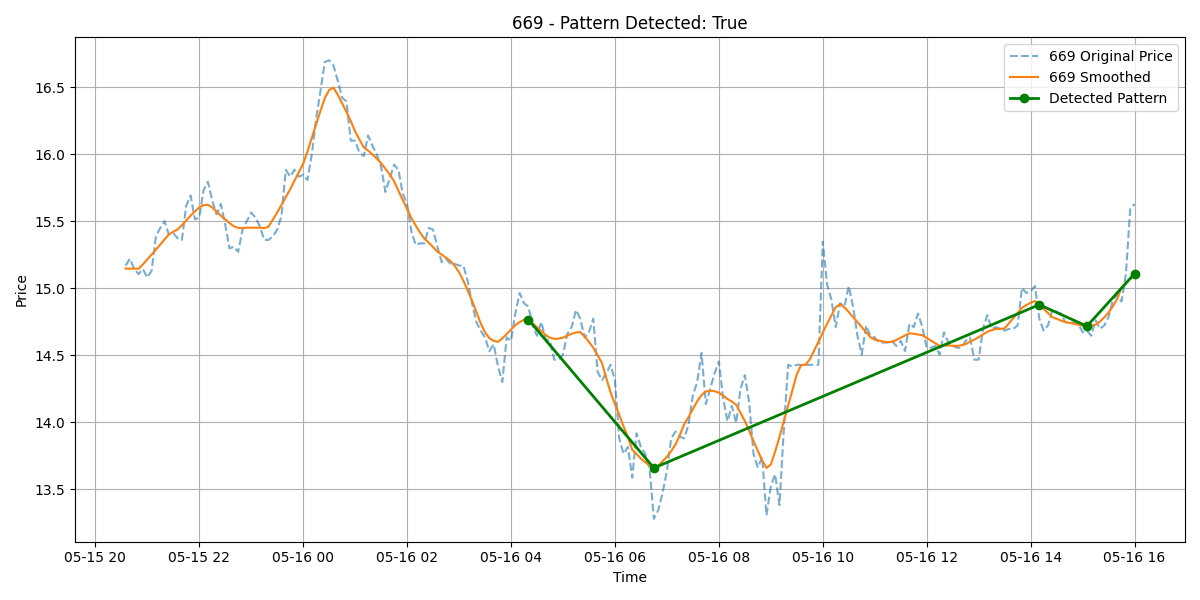 669 - Pattern Detected: True
669 Original Price
669 Smoothed
Detected Pattern
Price
16.5
16.0
15.5
15.0
14.5
14.0
13.5
05-15 20 05-15 22 05-16 00 05-16 02 05-16 04 05-16 06 05-16 08 05-16 10 05-16 12 05-16 14 05-16 16
Time